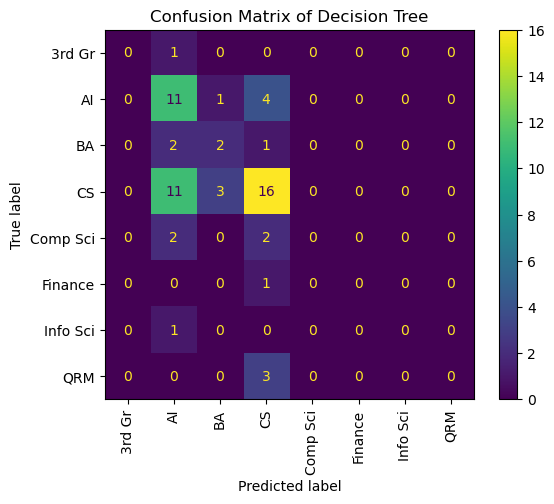 Confusion Matrix of Decision Tree
True label
3rd Gr 0 1 0 0 0 0 0 0
AI 0 11 1 4 0 0 0 0
BA 0 2 2 1 0 0 0 0
CS 0 11 3 16 0 0 0 0
Comp Sci 0 2 0 2 0 0 0 0
Finance 0 0 0 1 0 0 0 0
Info Sci 0 1 0 0 0 0 0 0
QRM 0 0 0 3 0 0 0 0
3rd Gr AI BA CS Comp Sci Finance Info Sci QRM
Predicted label
16
14
12
10
8
6
4
2
0